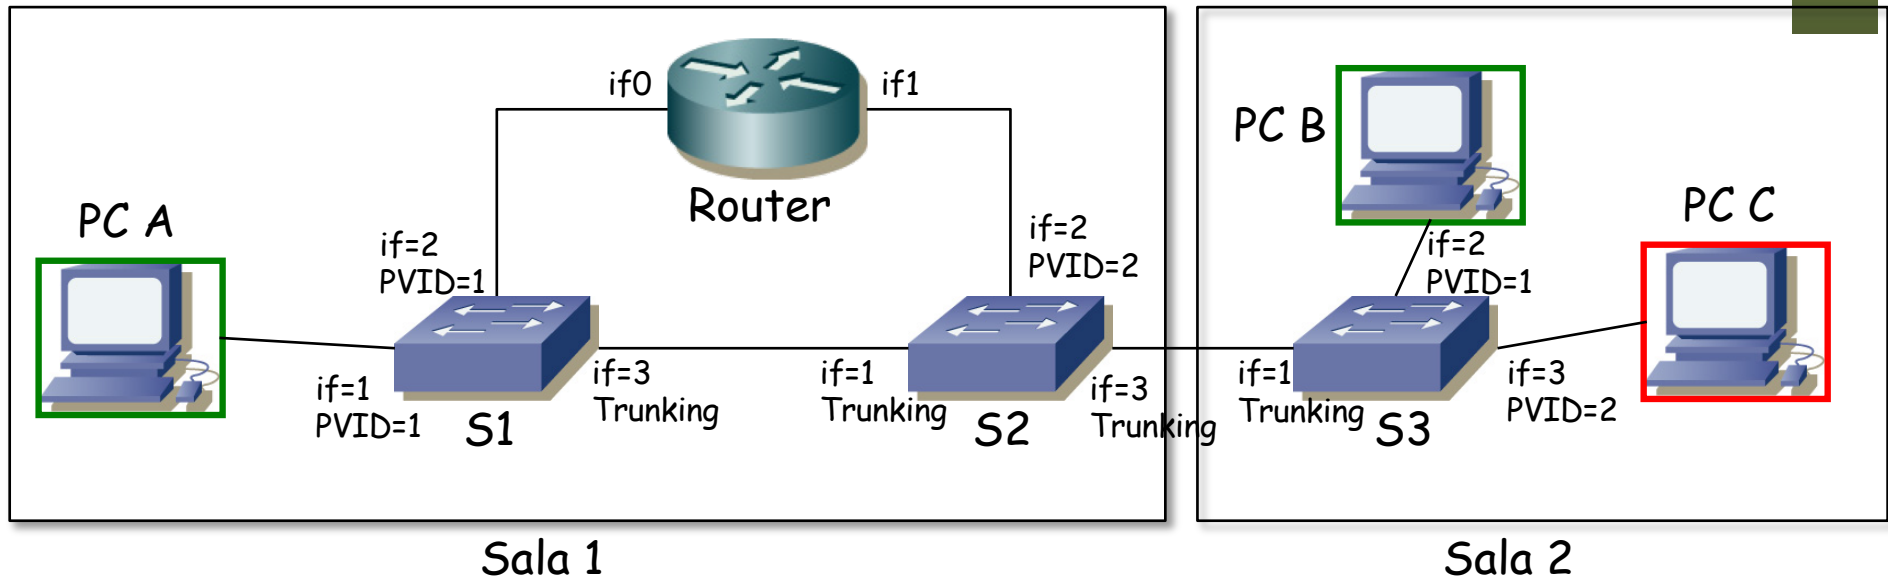 if0
if1
Router
PC A
if=2
PVID=1
if=1
PVID=1
S1
if=3
Trunking
if=2
PVID=2
if=1
Trunking
S2
if=3
Trunking
Sala 1
PC B
PC C
if=2
PVID=1
if=1
Trunking
S3
if=3
PVID=2
Sala 2